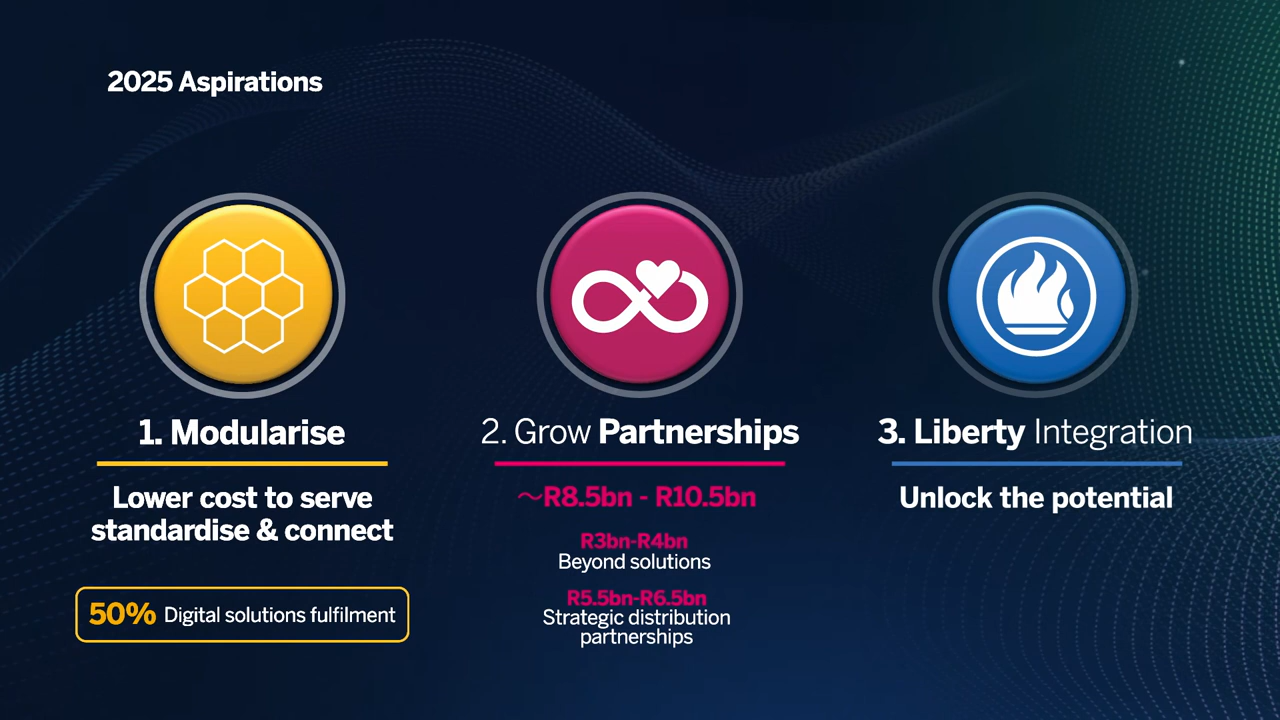 2025 Aspirations
1. Modularise
Lower cost to serve
standardise & connect
50% Digital solutions fulfilment
2. Grow Partnerships
~R8.5bn - R10.5bn
R3bn-R4bn
Beyond solutions
R5.5bn-R6.5bn
Strategic distribution
partnerships
3. Liberty Integration
Unlock the potential